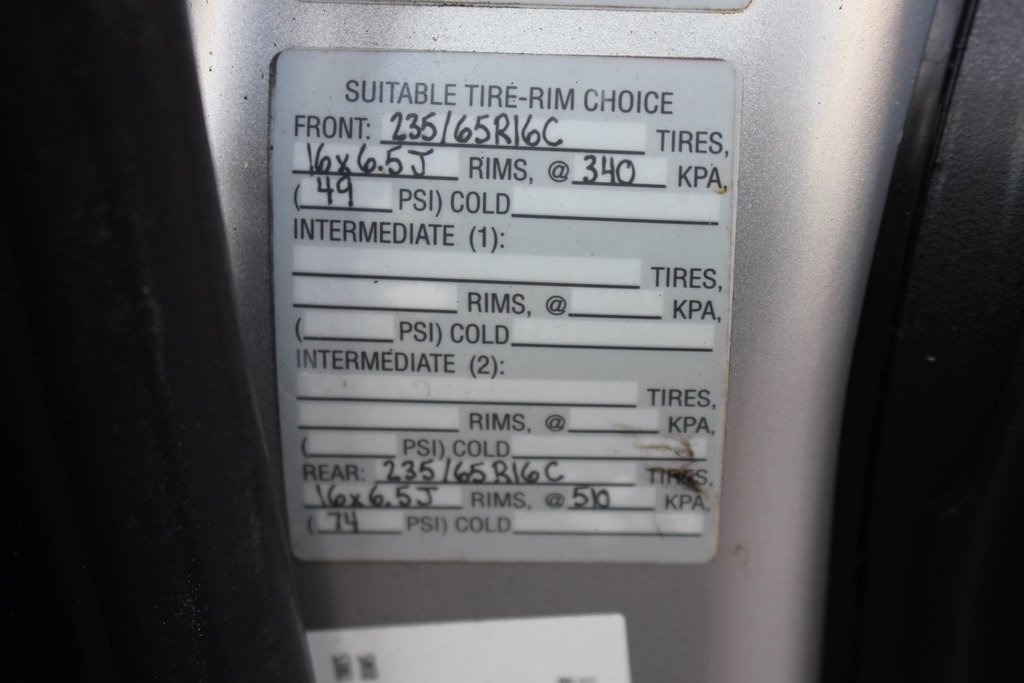 SUITABLE TIRE-RIM CHOICE
FRONT: 235/65R16C TIRES,
16x6.5J RIMS, @ 340 KPA,
( 49 PSI) COLD
INTERMEDIATE (1):
TIRES,
RIMS, @ KPA,
( PSI) COLD
INTERMEDIATE (2):
TIRES,
RIMS, @ KPA,
( PSI) COLD
REAR: 235/65R16C TIRES,
16x6.5J RIMS, @ 510 KPA,
( 74 PSI) COLD